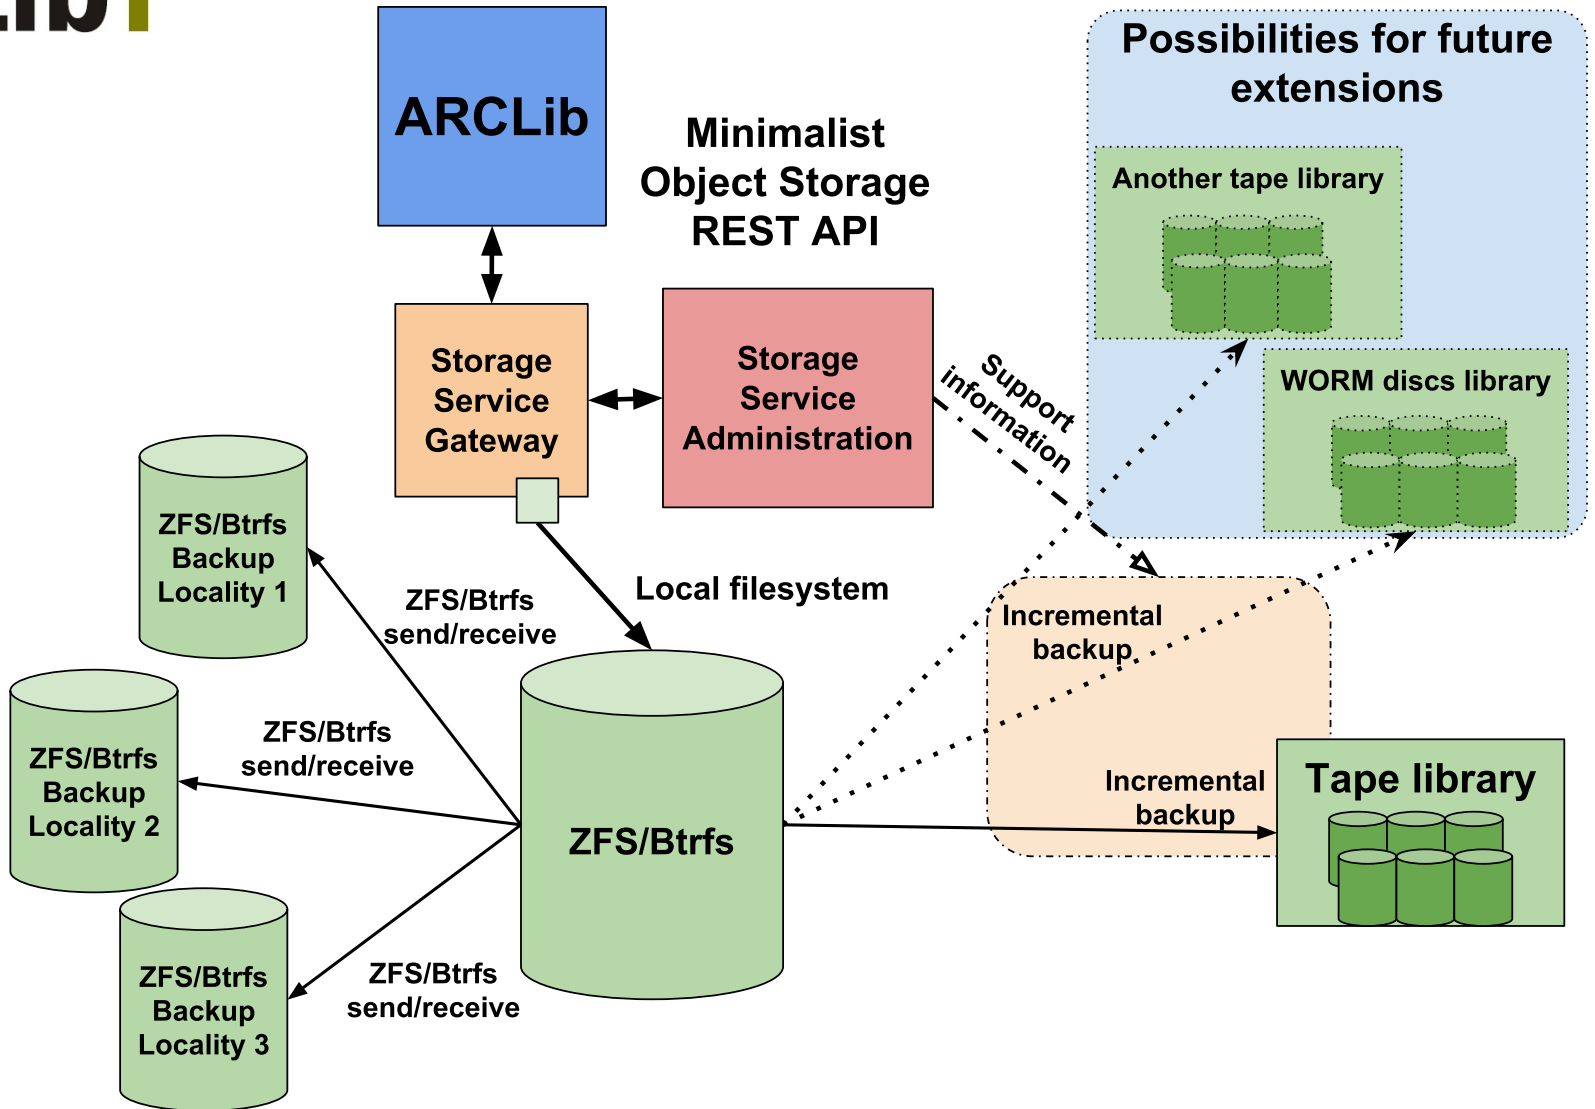 ARCLib
Minimalist
Object Storage
REST API
Possibilities for future
extensions
Another tape library
WORM discs library
Storage
Service
Gateway
Storage
Service
Administration
Support
information
ZFS/Btrfs
Backup
Locality 1
ZFS/Btrfs
send/receive
Local filesystem
Incremental
backup
ZFS/Btrfs
Backup
Locality 2
ZFS/Btrfs
send/receive
ZFS/Btrfs
Incremental
backup
Tape library
ZFS/Btrfs
Backup
Locality 3
ZFS/Btrfs
send/receive